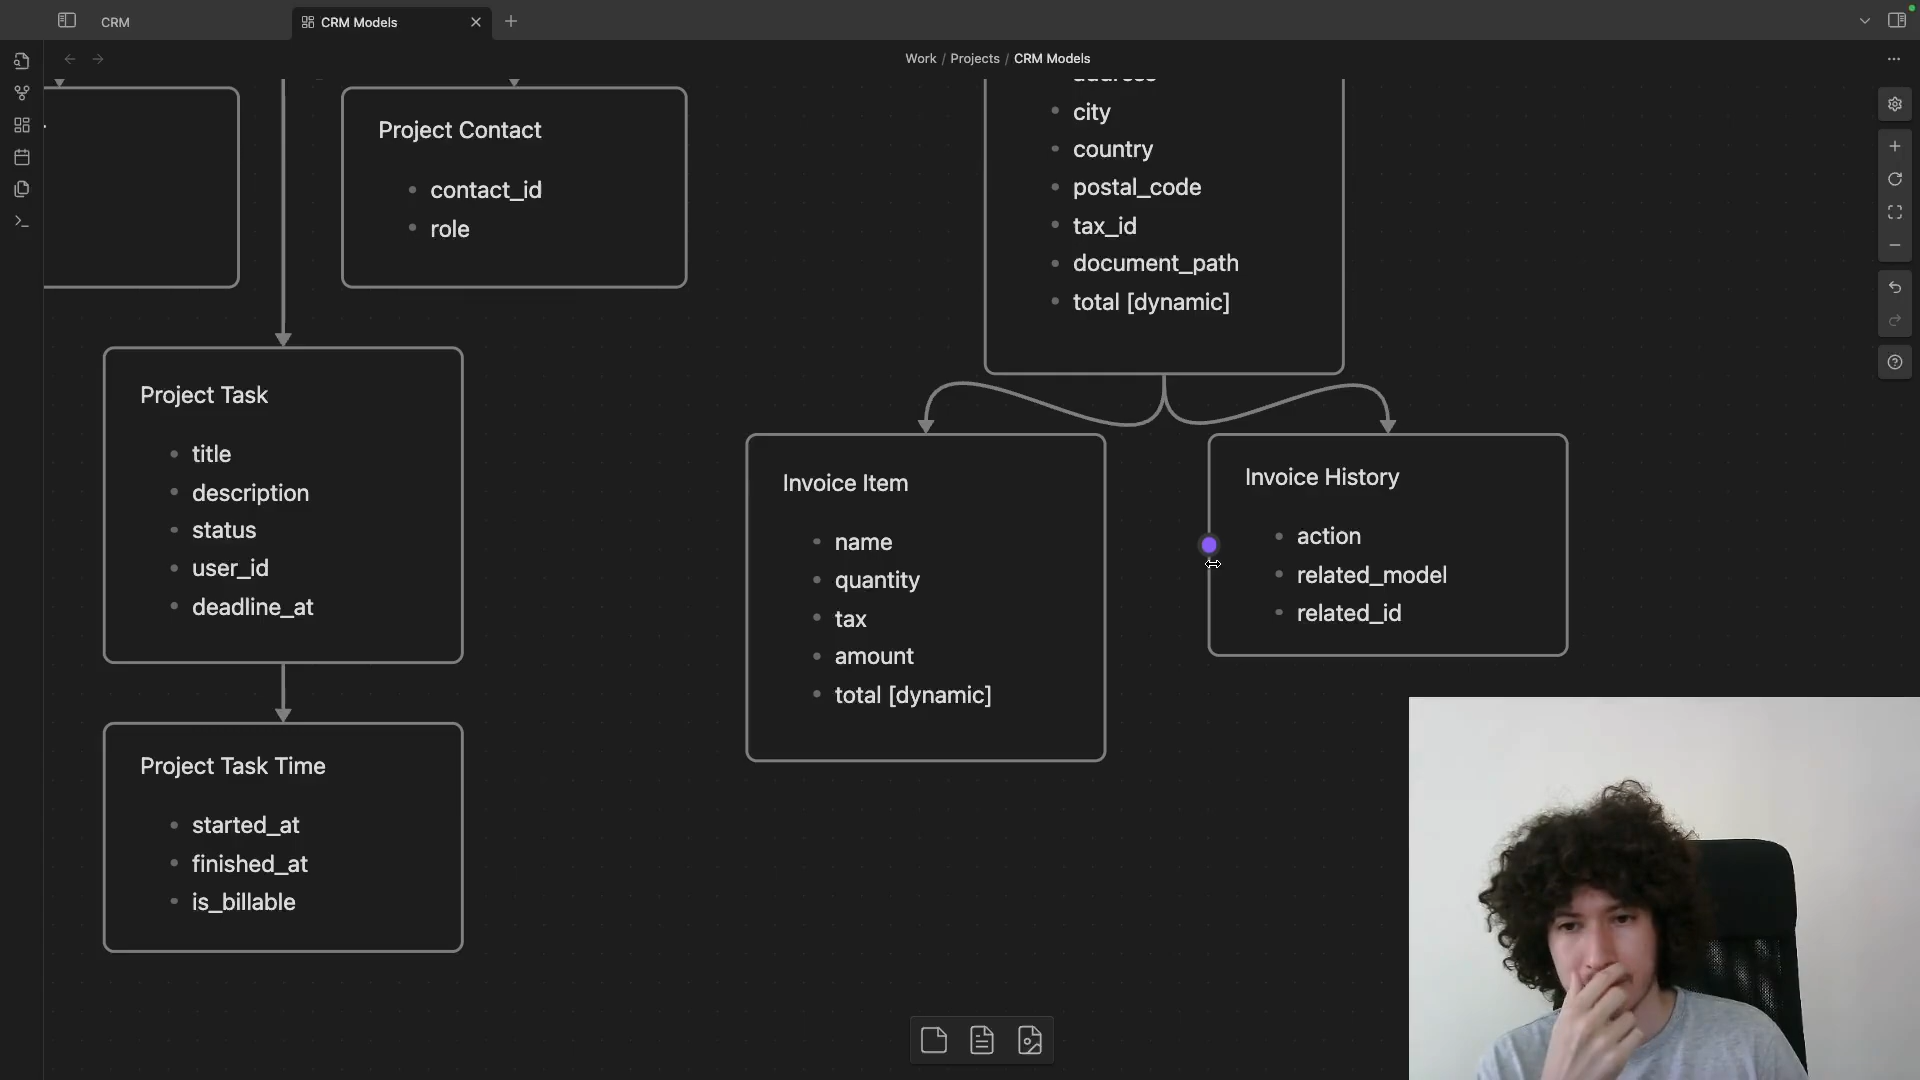 CRM
CRM Models
Work / Projects / CRM Models
Project Contact
contact_id
role
address
city
country
postal_code
tax_id
document_path
total [dynamic]
Project Task
title
description
status
user_id
deadline_at
Invoice Item
name
quantity
tax
amount
total [dynamic]
Invoice History
action
related_model
related_id
Project Task Time
started_at
finished_at
is_billable